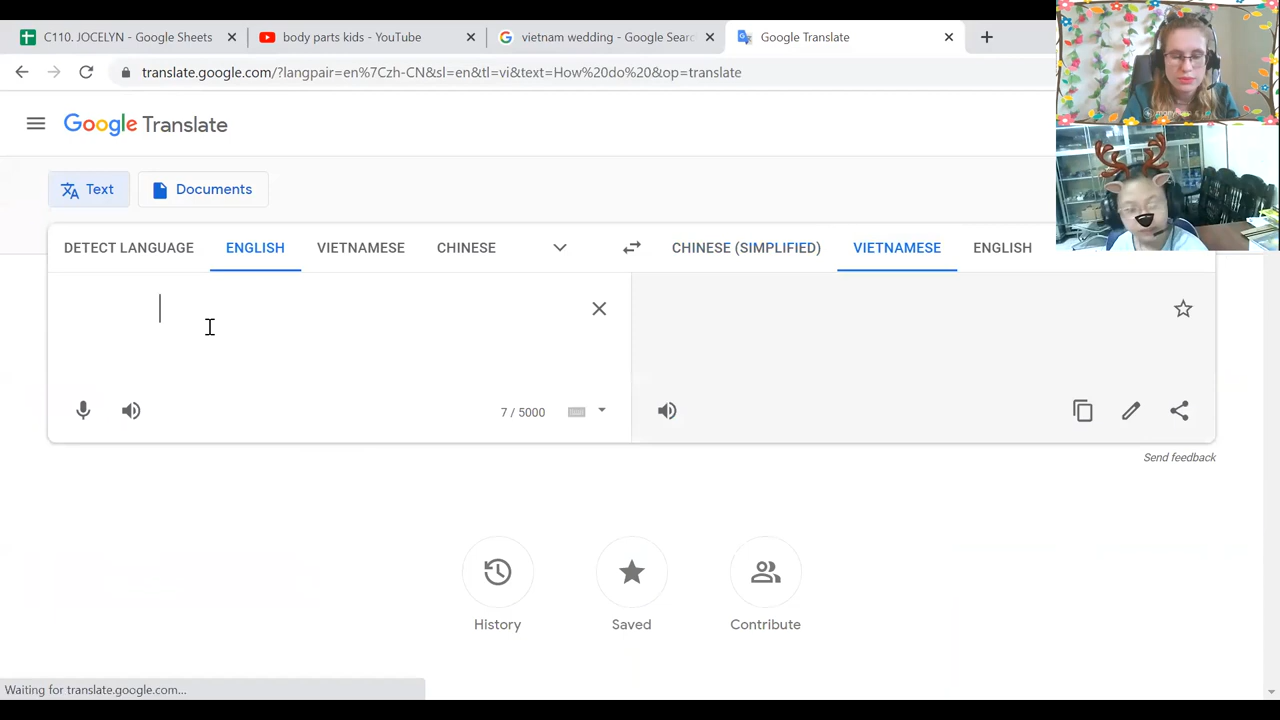 C110. JOCELYN - Google Sheets
body parts kids - YouTube
vietnam wedding - Google Sear
Google Translate
translate.google.com/?langpair=en%7Czh-CN&sl=en&tl=vi&text=How%20do%20&op=translate
Google Translate
Text
Documents
DETECT LANGUAGE
ENGLISH
VIETNAMESE
CHINESE
CHINESE (SIMPLIFIED)
VIETNAMESE
ENGLISH
7 / 5000
Send feedback
History
Saved
Contribute
Waiting for translate.google.com...